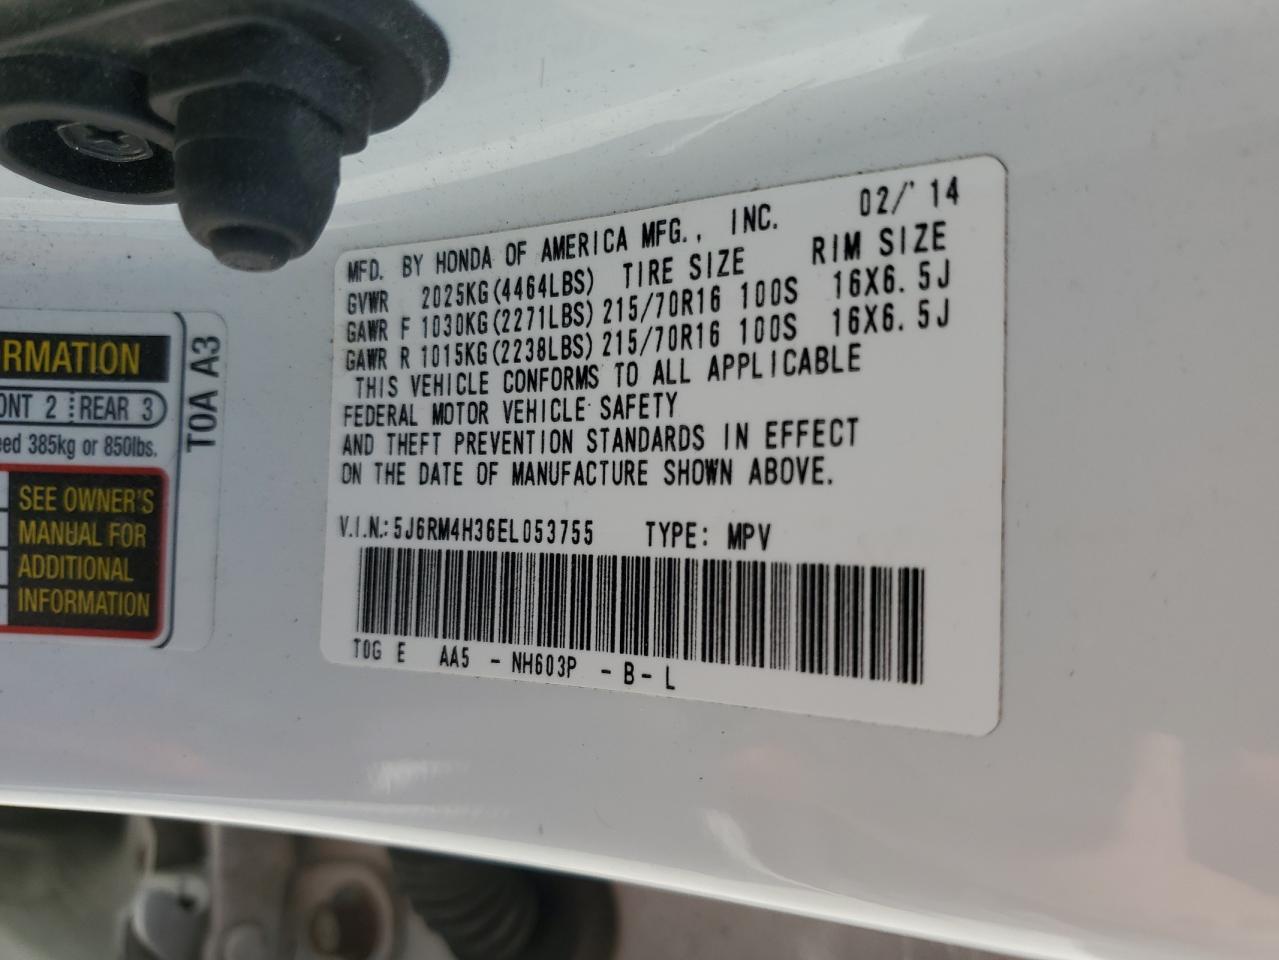 MFD. BY HONDA OF AMERICA MFG., INC. 02/'14
GVWR 2025KG(4464LBS) TIRE SIZE RIM SIZE
GAWR F 1030KG(2271LBS) 215/70R16 100S 16X6.5J
GAWR R 1015KG(2238LBS) 215/70R16 100S 16X6.5J
THIS VEHICLE CONFORMS TO ALL APPLICABLE
FEDERAL MOTOR VEHICLE SAFETY
AND THEFT PREVENTION STANDARDS IN EFFECT
ON THE DATE OF MANUFACTURE SHOWN ABOVE.
V.I.N.: 5J6RM4H36EL053755 TYPE: MPV
T0G E AA5 - NH603P - B - L
RMATION
ONT 2 REAR 3
eed 385kg or 850lbs.
SEE OWNER'S
MANUAL FOR
ADDITIONAL
INFORMATION
T0A A3